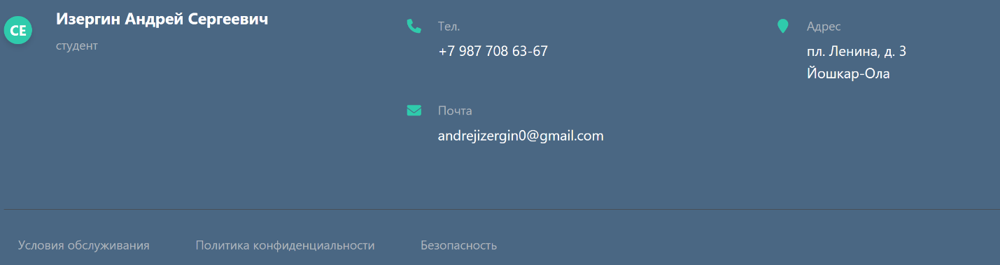 CE
Изергин Андрей Сергеевич
студент
Тел.
+7 987 708 63-67
Почта
andrejizergin0@gmail.com
Адрес
пл. Ленина, д. 3
Йошкар-Ола
Условия обслуживания
Политика конфиденциальности
Безопасность